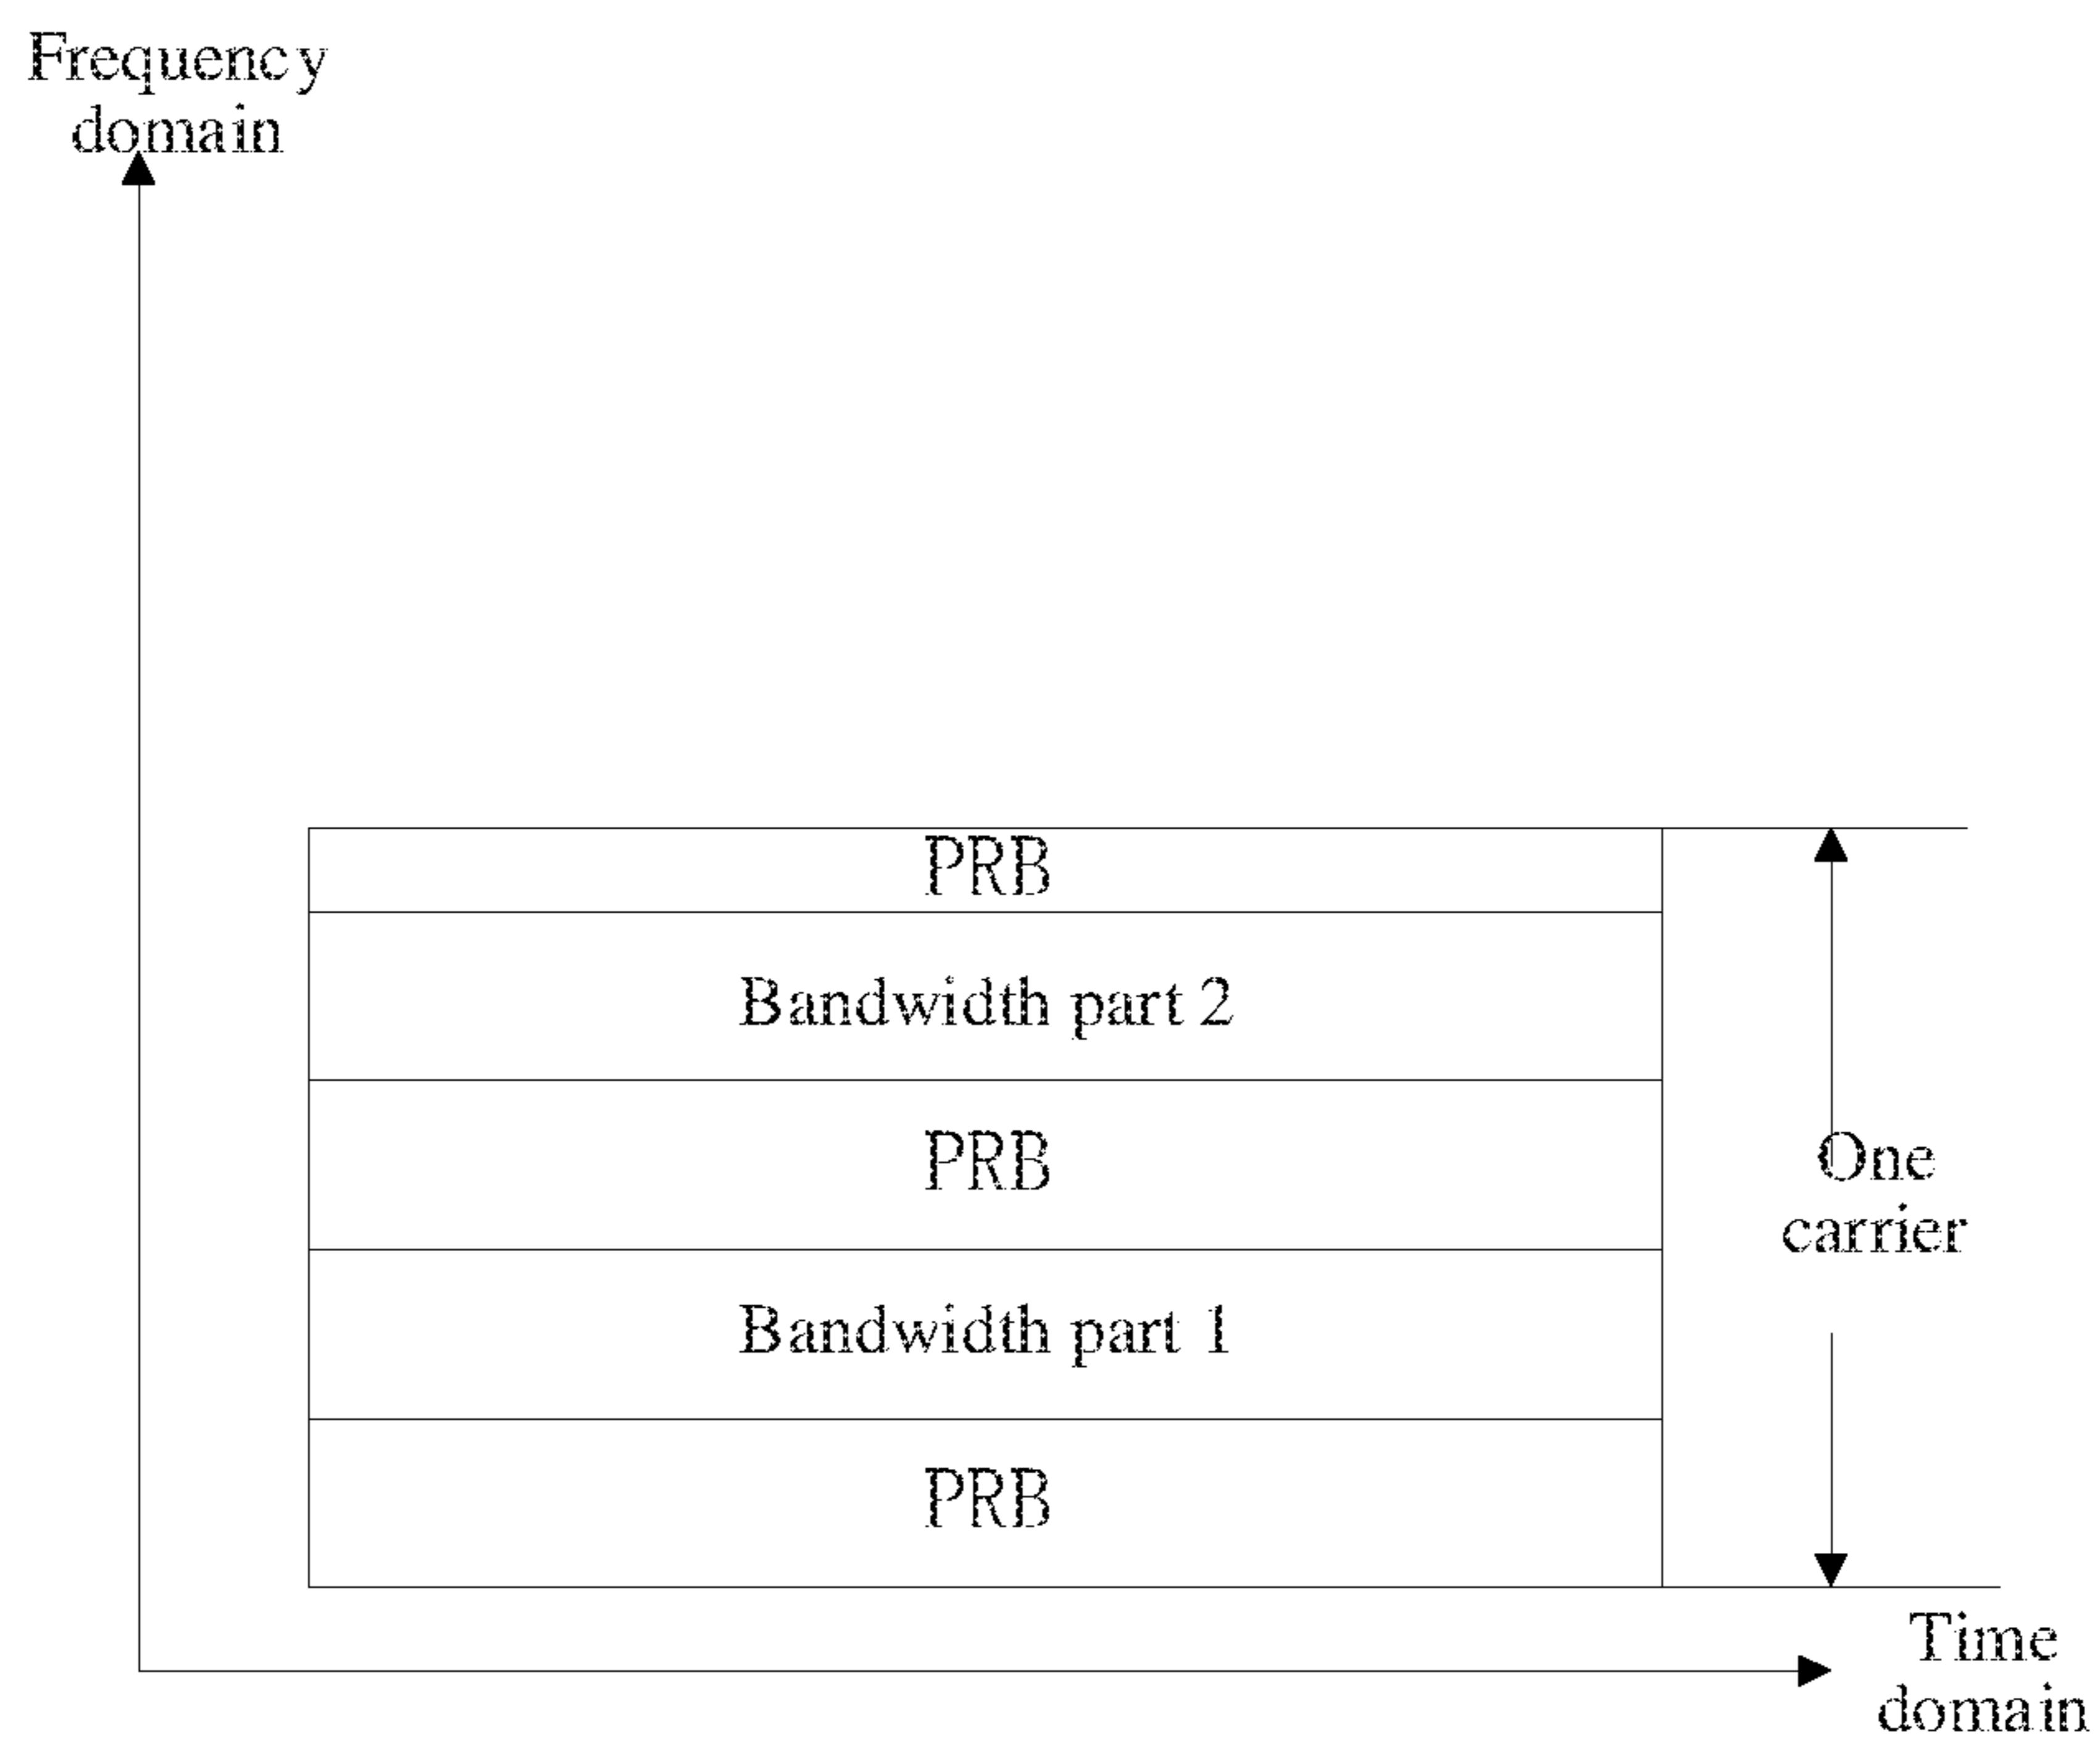 Frequency
domain
PRB
Bandwidth part 2
PRB
One
carrier
Bandwidth part 1
PRB
Time
domain